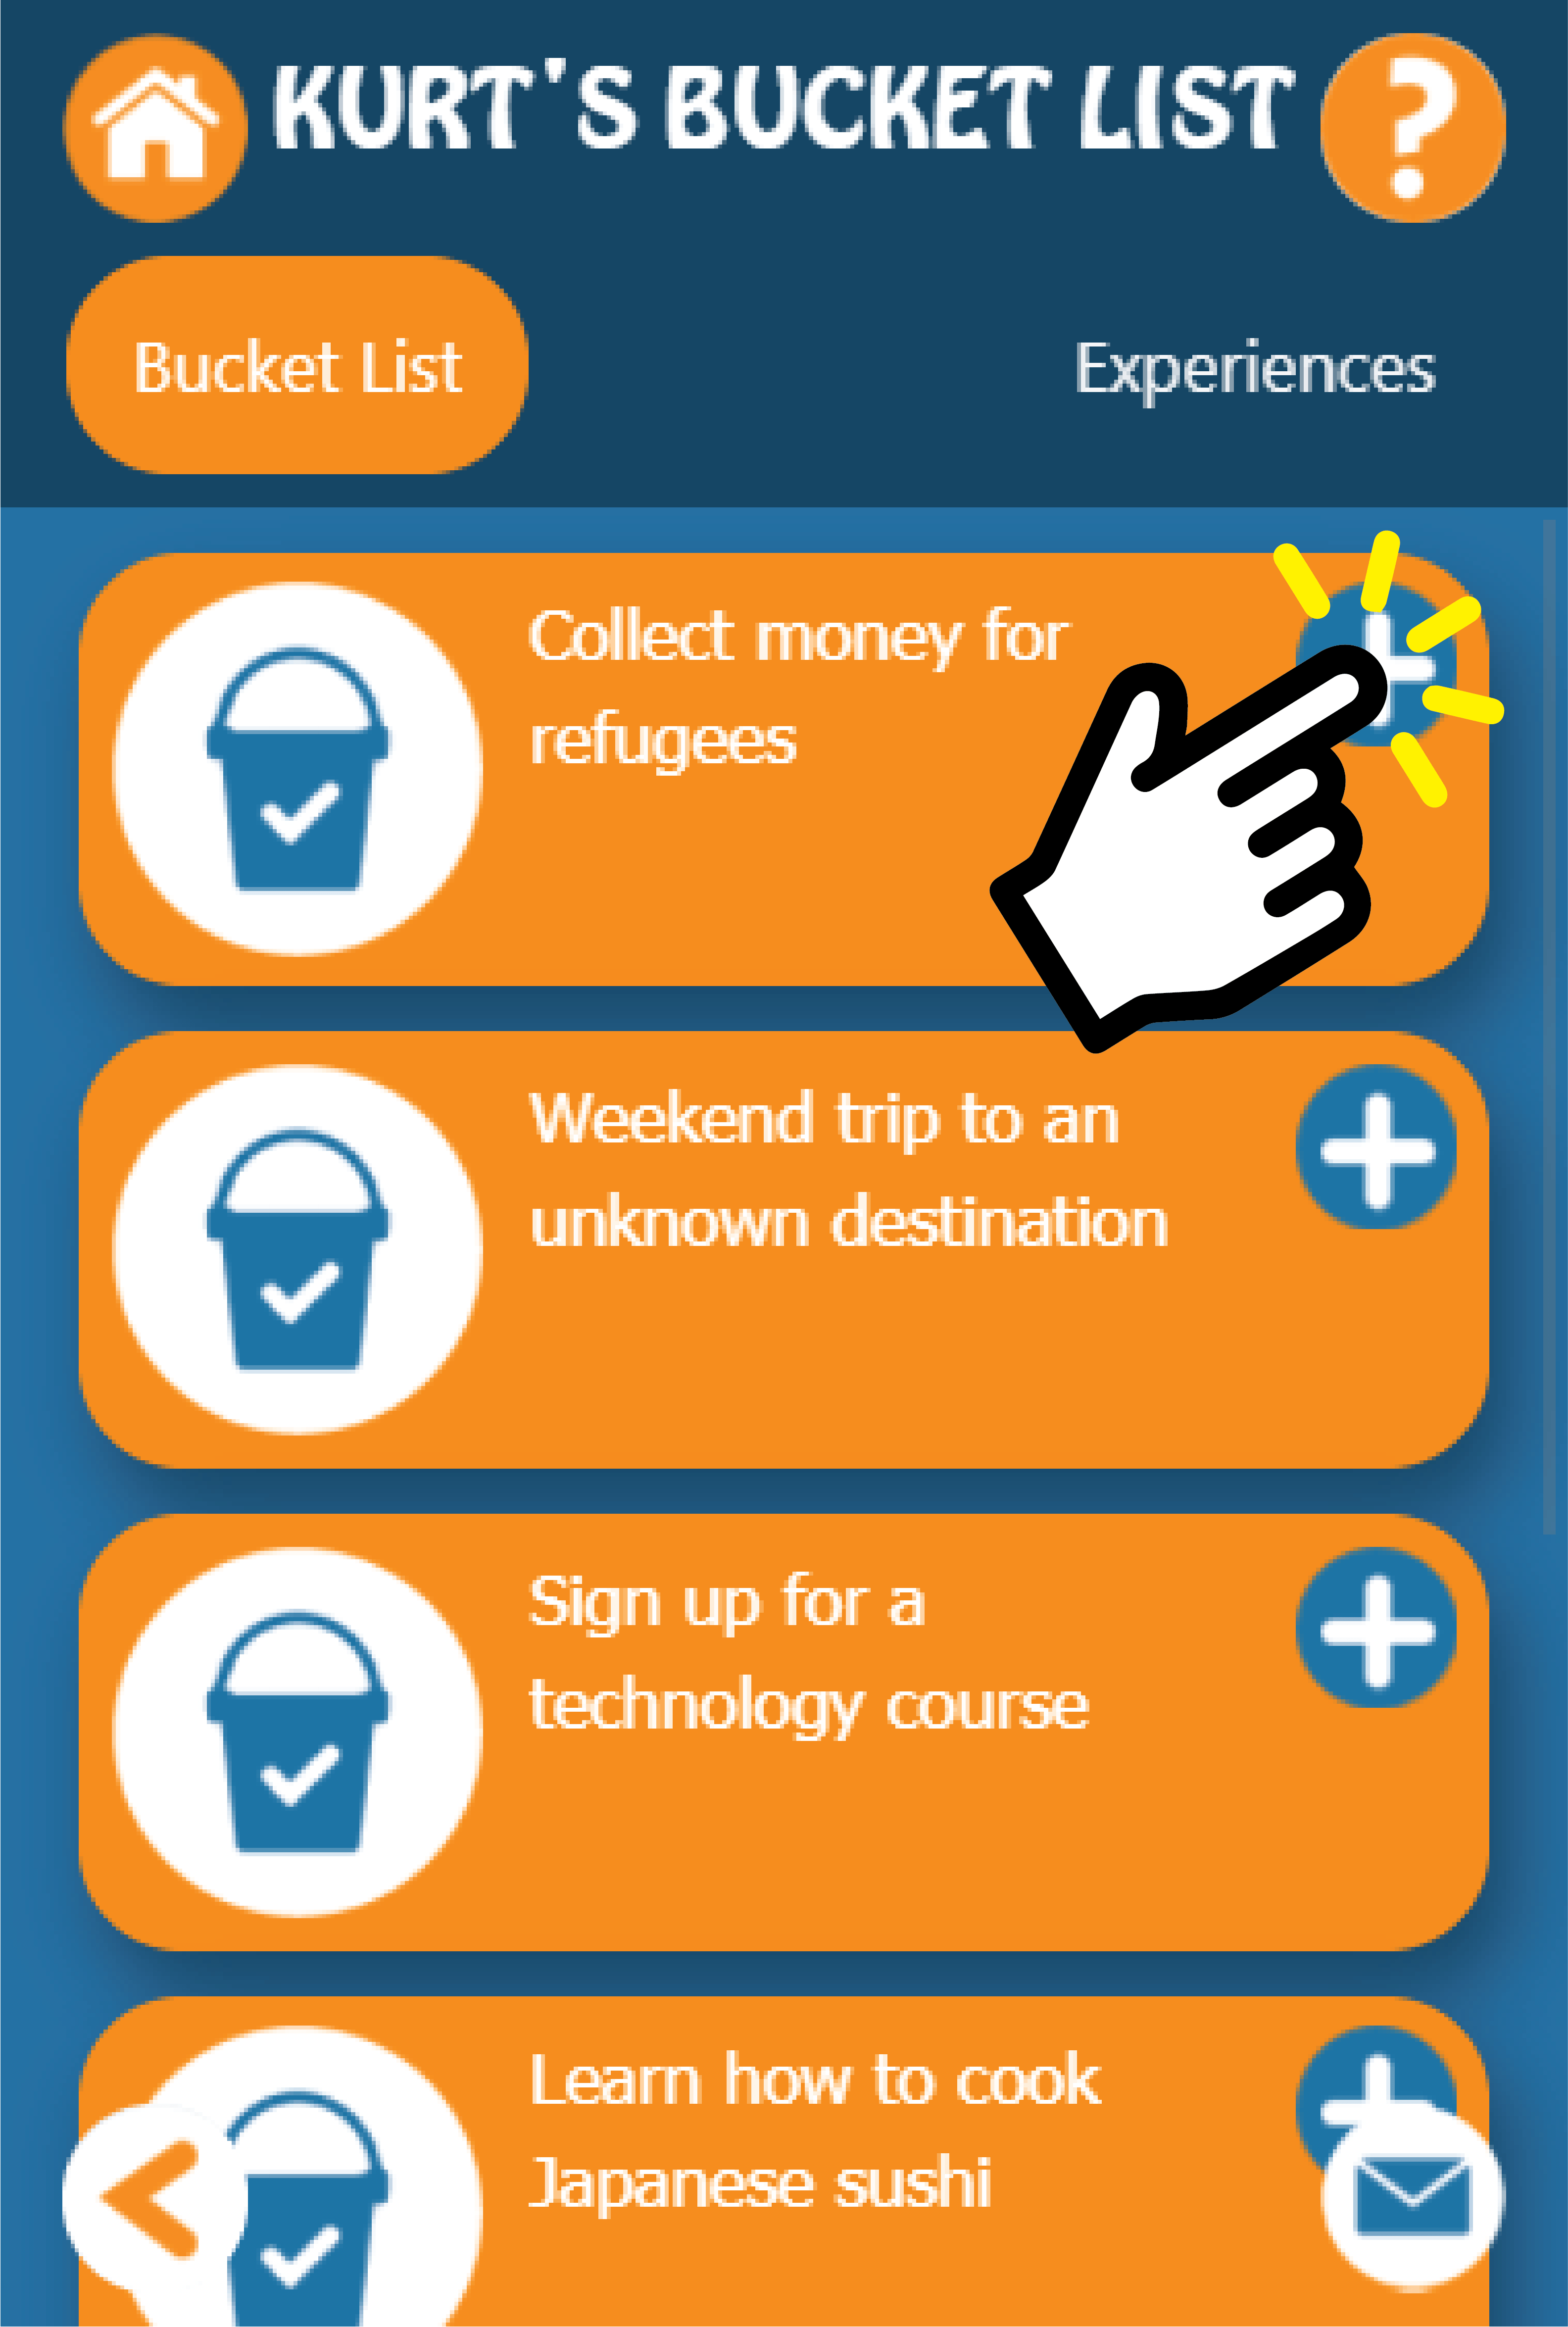 KURT'S BUCKET LIST
?
Bucket List
Experiences
Collect money for
refugees
Weekend trip to an
unknown destination
Sign up for a
technology course
Learn how to cook
Japanese sushi